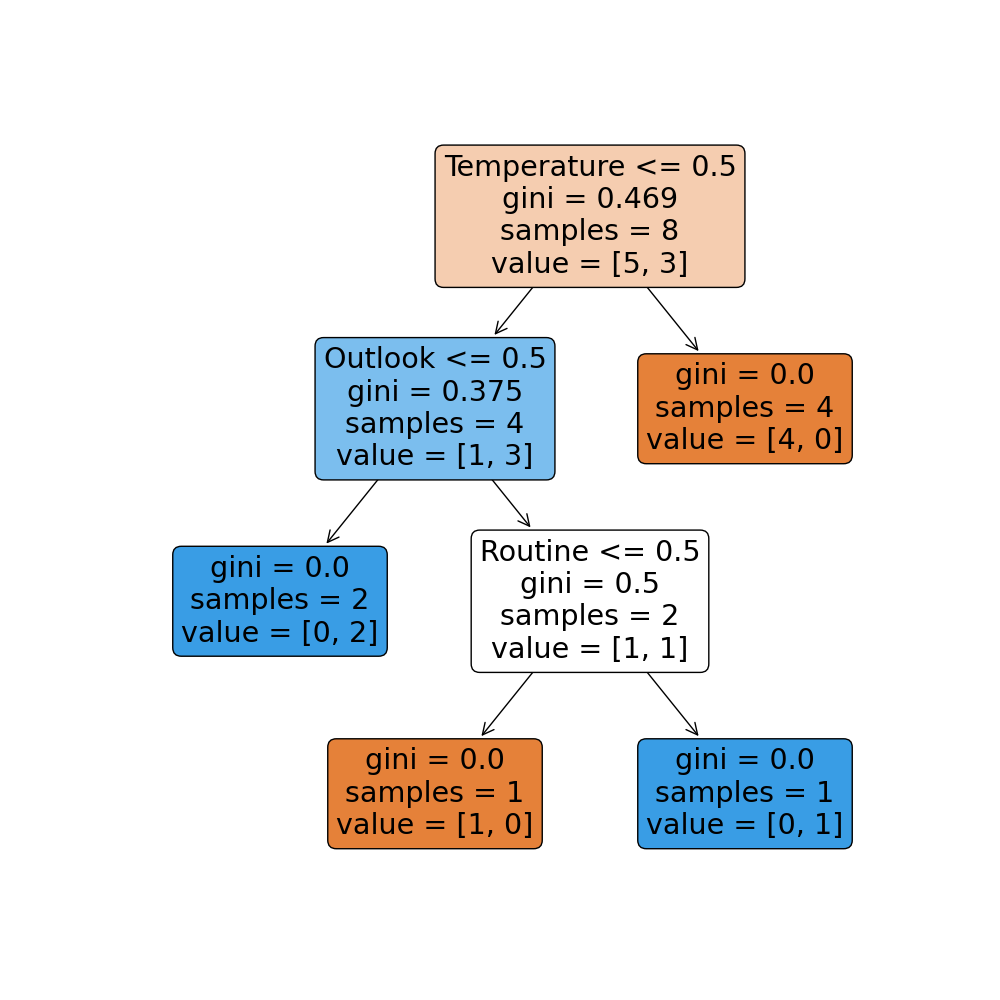 Temperature <= 0.5
gini = 0.469
samples = 8
value = [5, 3]
Outlook <= 0.5
gini = 0.375
samples = 4
value = [1, 3]
gini = 0.0
samples = 4
value = [4, 0]
gini = 0.0
samples = 2
value = [0, 2]
Routine <= 0.5
gini = 0.5
samples = 2
value = [1, 1]
gini = 0.0
samples = 1
value = [1, 0]
gini = 0.0
samples = 1
value = [0, 1]